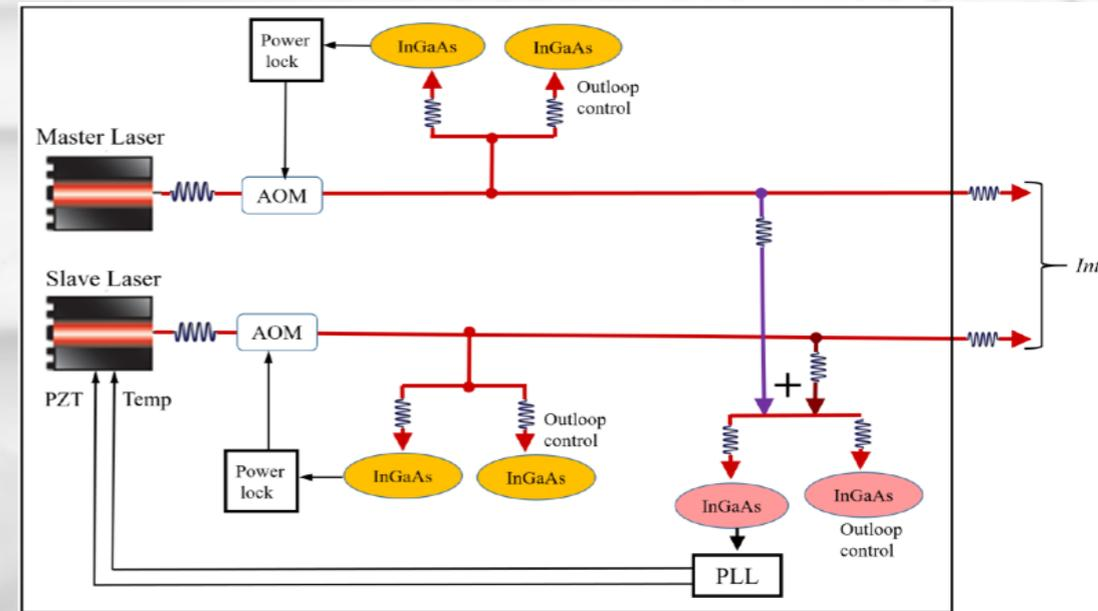 Power
lock
InGaAs
InGaAs
Outloop
control
Master Laser
AOM
Slave Laser
AOM
Int
PZT
Temp
+
Outloop
control
Power
lock
InGaAs
InGaAs
InGaAs
InGaAs
Outloop
control
PLL